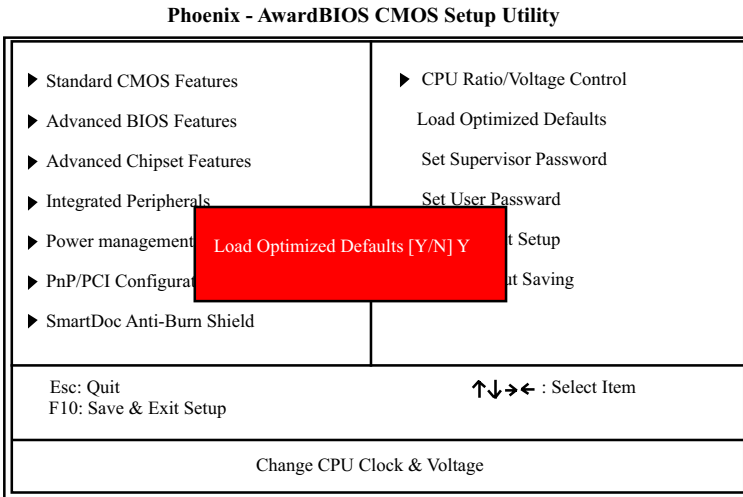 Phoenix - AwardBIOS CMOS Setup Utility
Standard CMOS Features
Advanced BIOS Features
Advanced Chipset Features
Integrated Peripherals
Power management
PnP/PCI
SmartDoc Anti-Burn Shield
CPU Ratio/Voltage Control
Load Optimized Defaults
Set Supervisor Password
Set User Passward
Setup
Saving
Load Optimized Defaults [Y/N] Y
Esc: Quit
F10: Save & Exit Setup
↑↓→← : Select Item
Change CPU Clock & Voltage